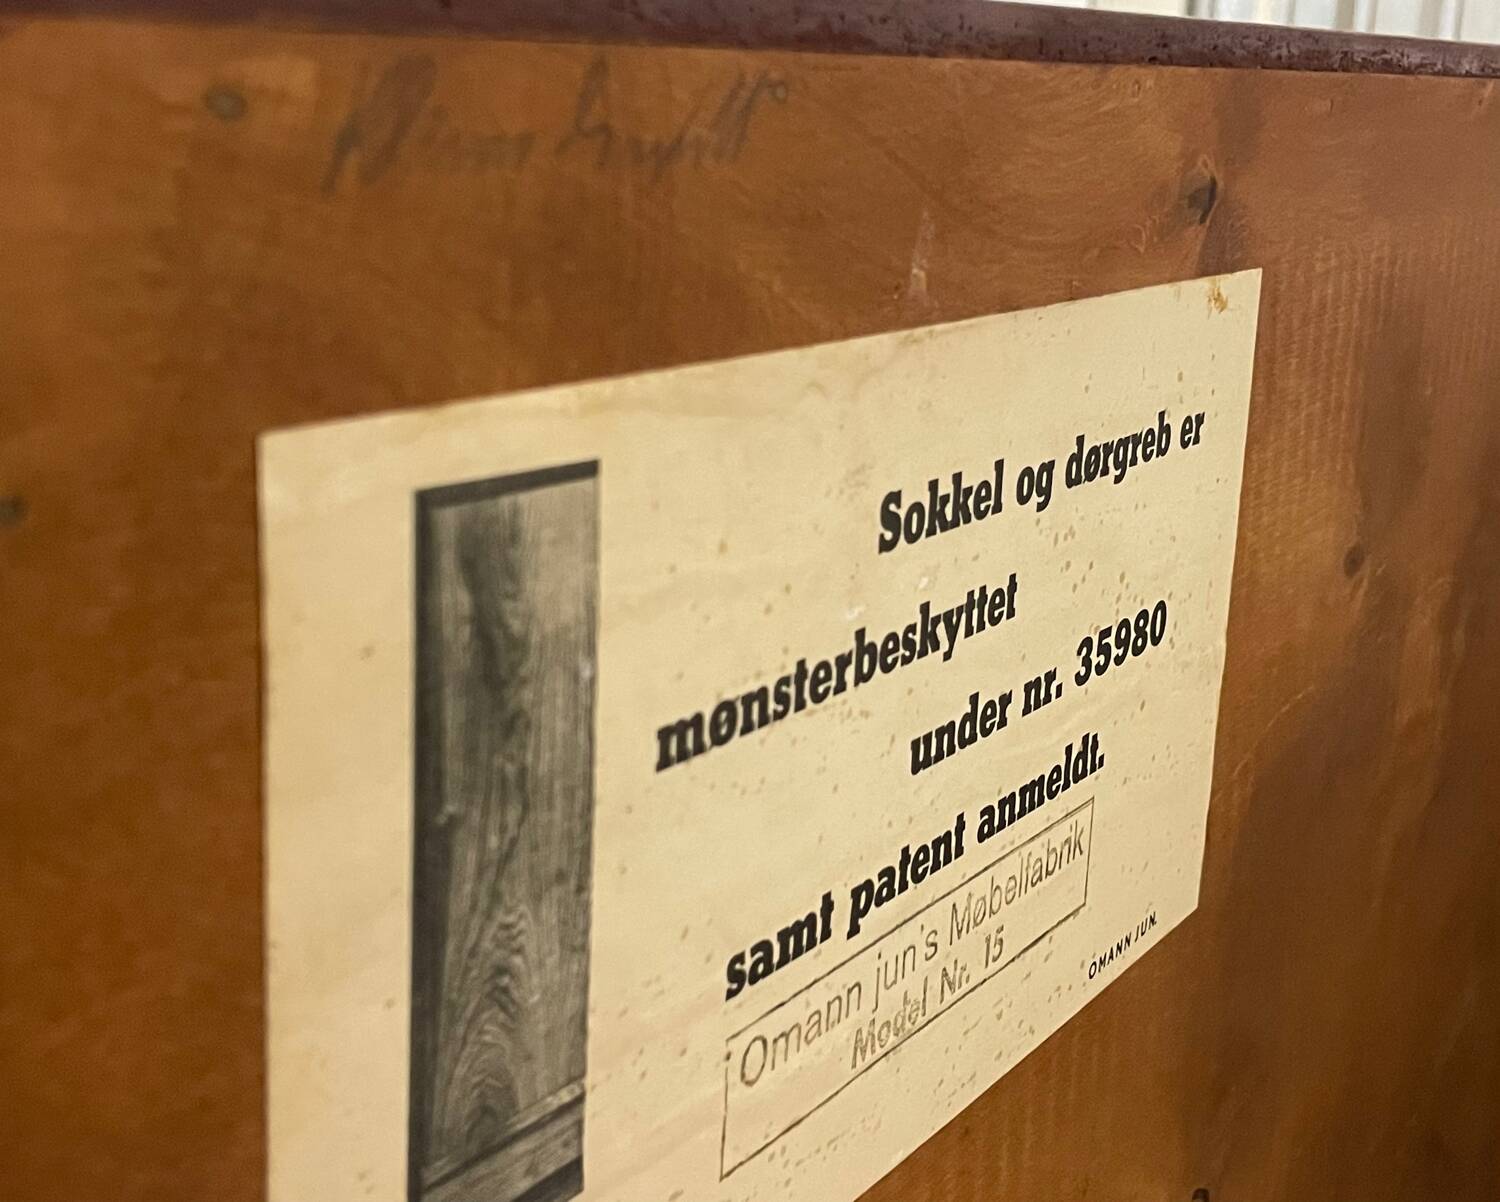 Sokkel og dørgreb er
mønsterbeskyttet
under nr. 35980
samt patent anmeldt.
Omann jun's Møbelfabrik
Model Nr. 15
OMANN JUN.